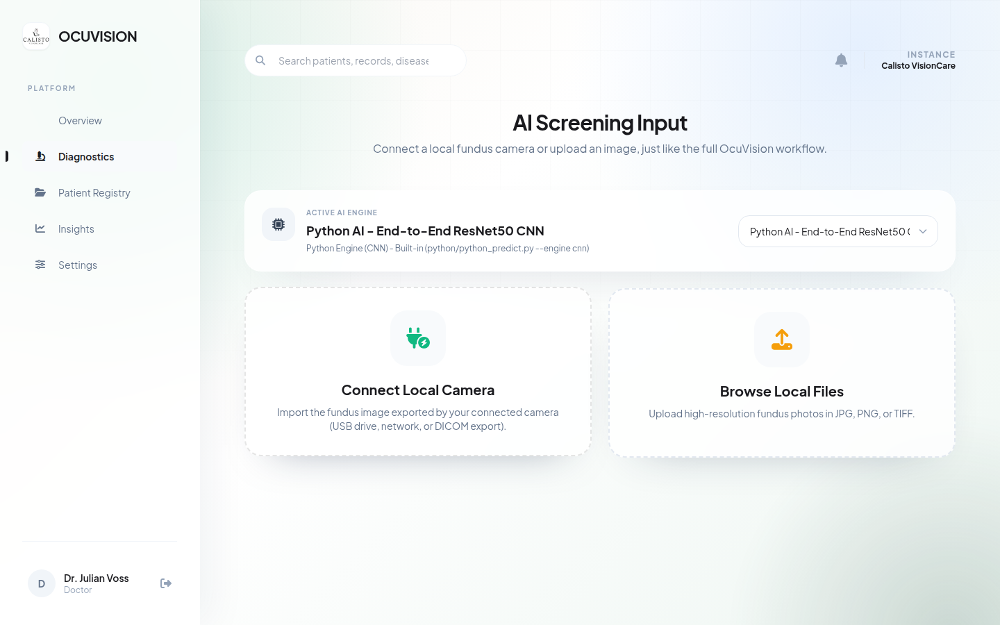 CALISTO
OCUVISION
PLATFORM
Overview
Diagnostics
Patient Registry
Insights
Settings
D
Dr. Julian Voss
Doctor
Search patients, records, disease
INSTANCE
Calisto VisionCare
AI Screening Input
Connect a local fundus camera or upload an image, just like the full OcuVision workflow.
ACTIVE AI ENGINE
Python AI - End-to-End ResNet50 CNN
Python Engine (CNN) - Built-in (python/python_predict.py --engine cnn)
Python AI - End-to-End ResNet50
Connect Local Camera
Import the fundus image exported by your connected camera
(USB drive, network, or DICOM export).
Browse Local Files
Upload high-resolution fundus photos in JPG, PNG, or TIFF.